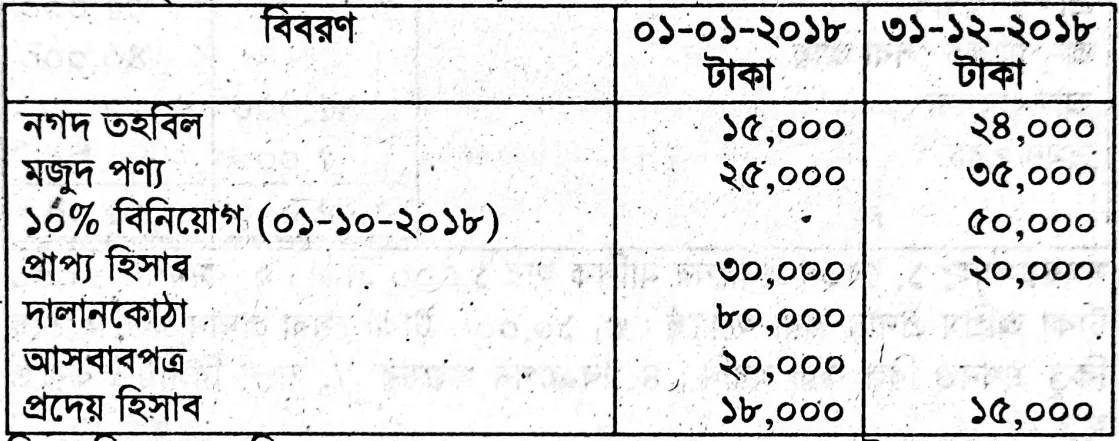 বিবরণ ০১-০১-২০১৮ ৩১-১২-২০১৮
টাকা টাকা
নগদ তহবিল ১৫,০০০ ২৪,০০০
মজুদ পণ্য ২৫,০০০ ৩৫,০০০
১০% বিনিয়োগ (০১-১০-২০১৮) ৫০,০০০
প্রাপ্য হিসাব ৩০,০০০ ২০,০০০
দালানকোঠা ৮০,০০০
আসবাবপত্র ২০,০০০
প্রদেয় হিসাব ১৮,০০০ ১৫,০০০